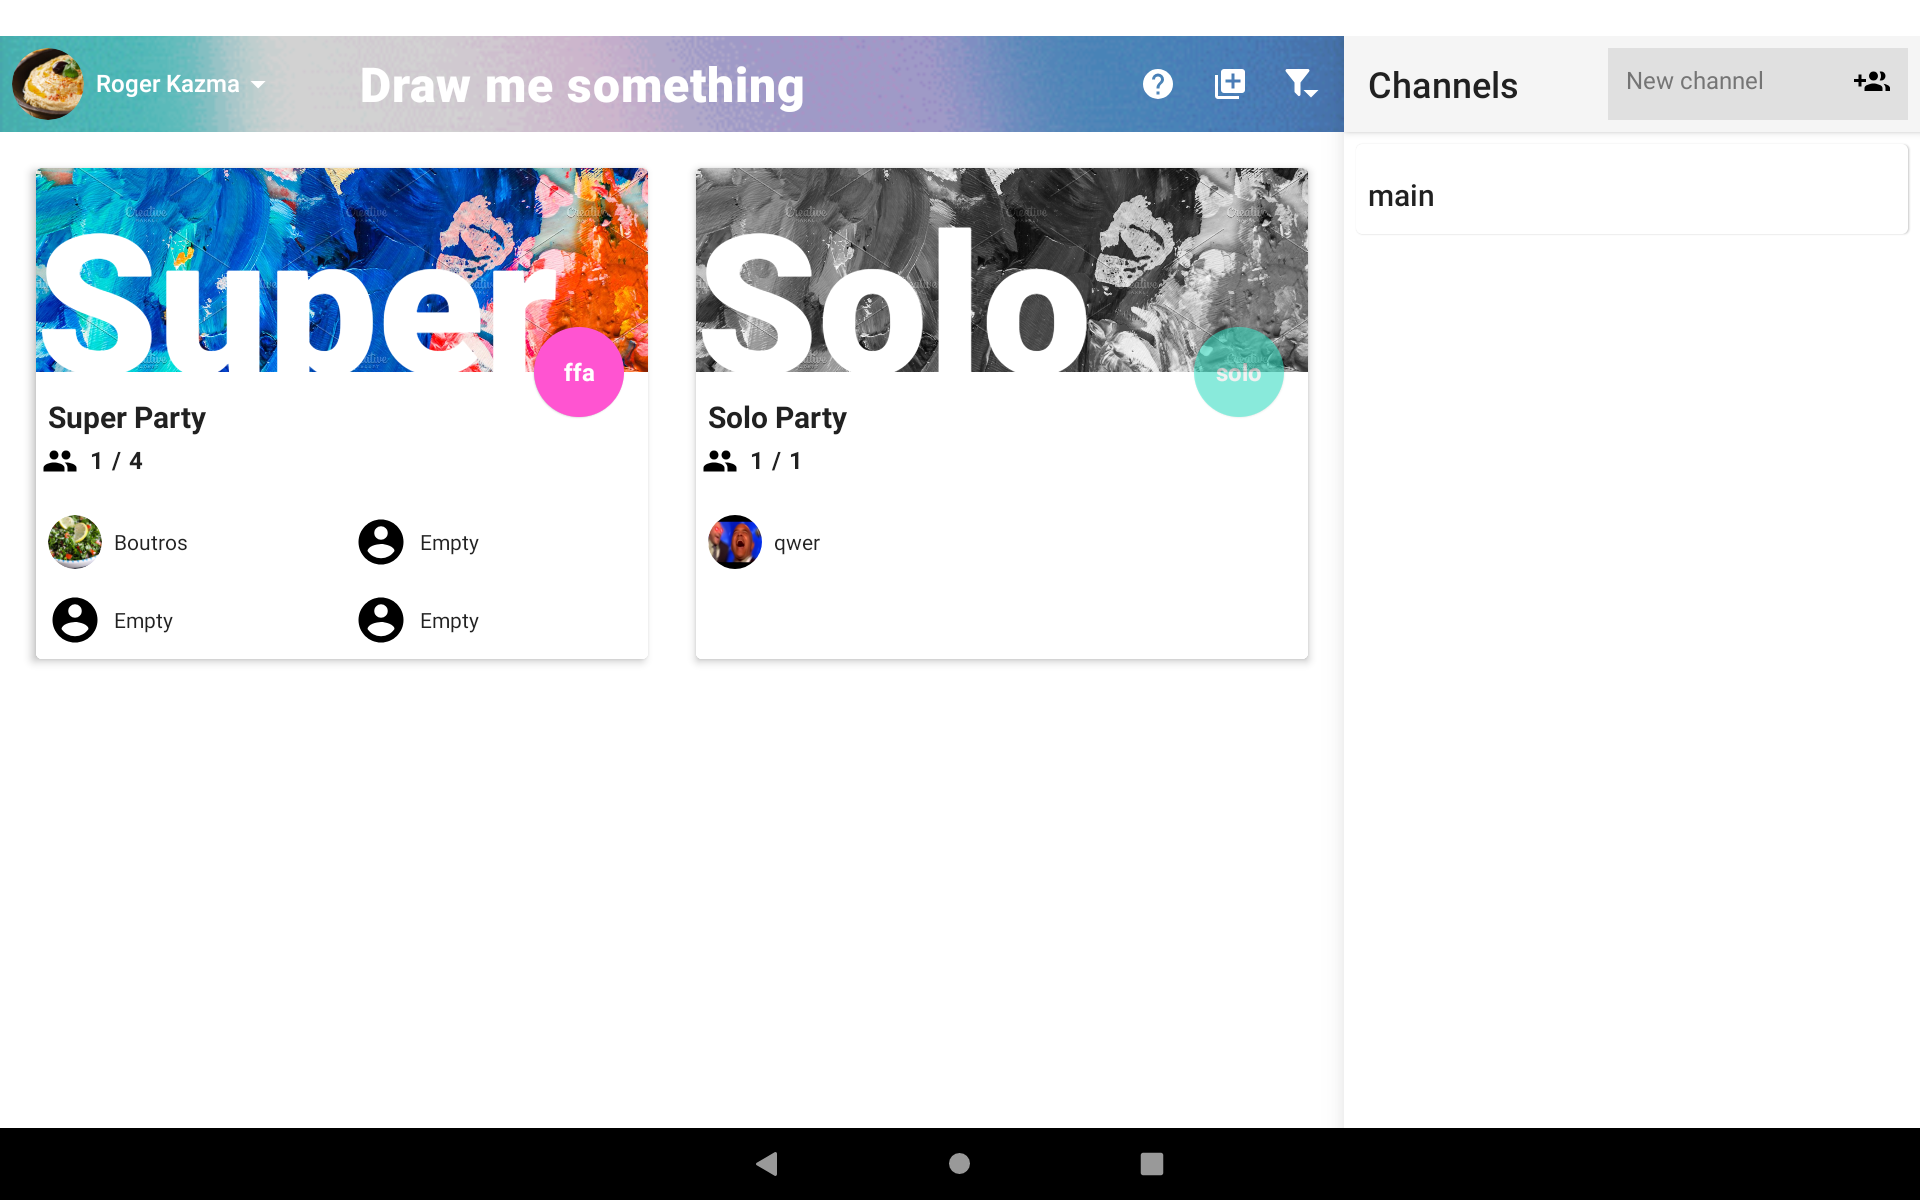 Roger Kazma
Draw me something
Channels
New channel
main
Super
ffa
Super Party
1 / 4
Boutros
Empty
Empty
Empty
Solo
solo
Solo Party
1 / 1
qwer